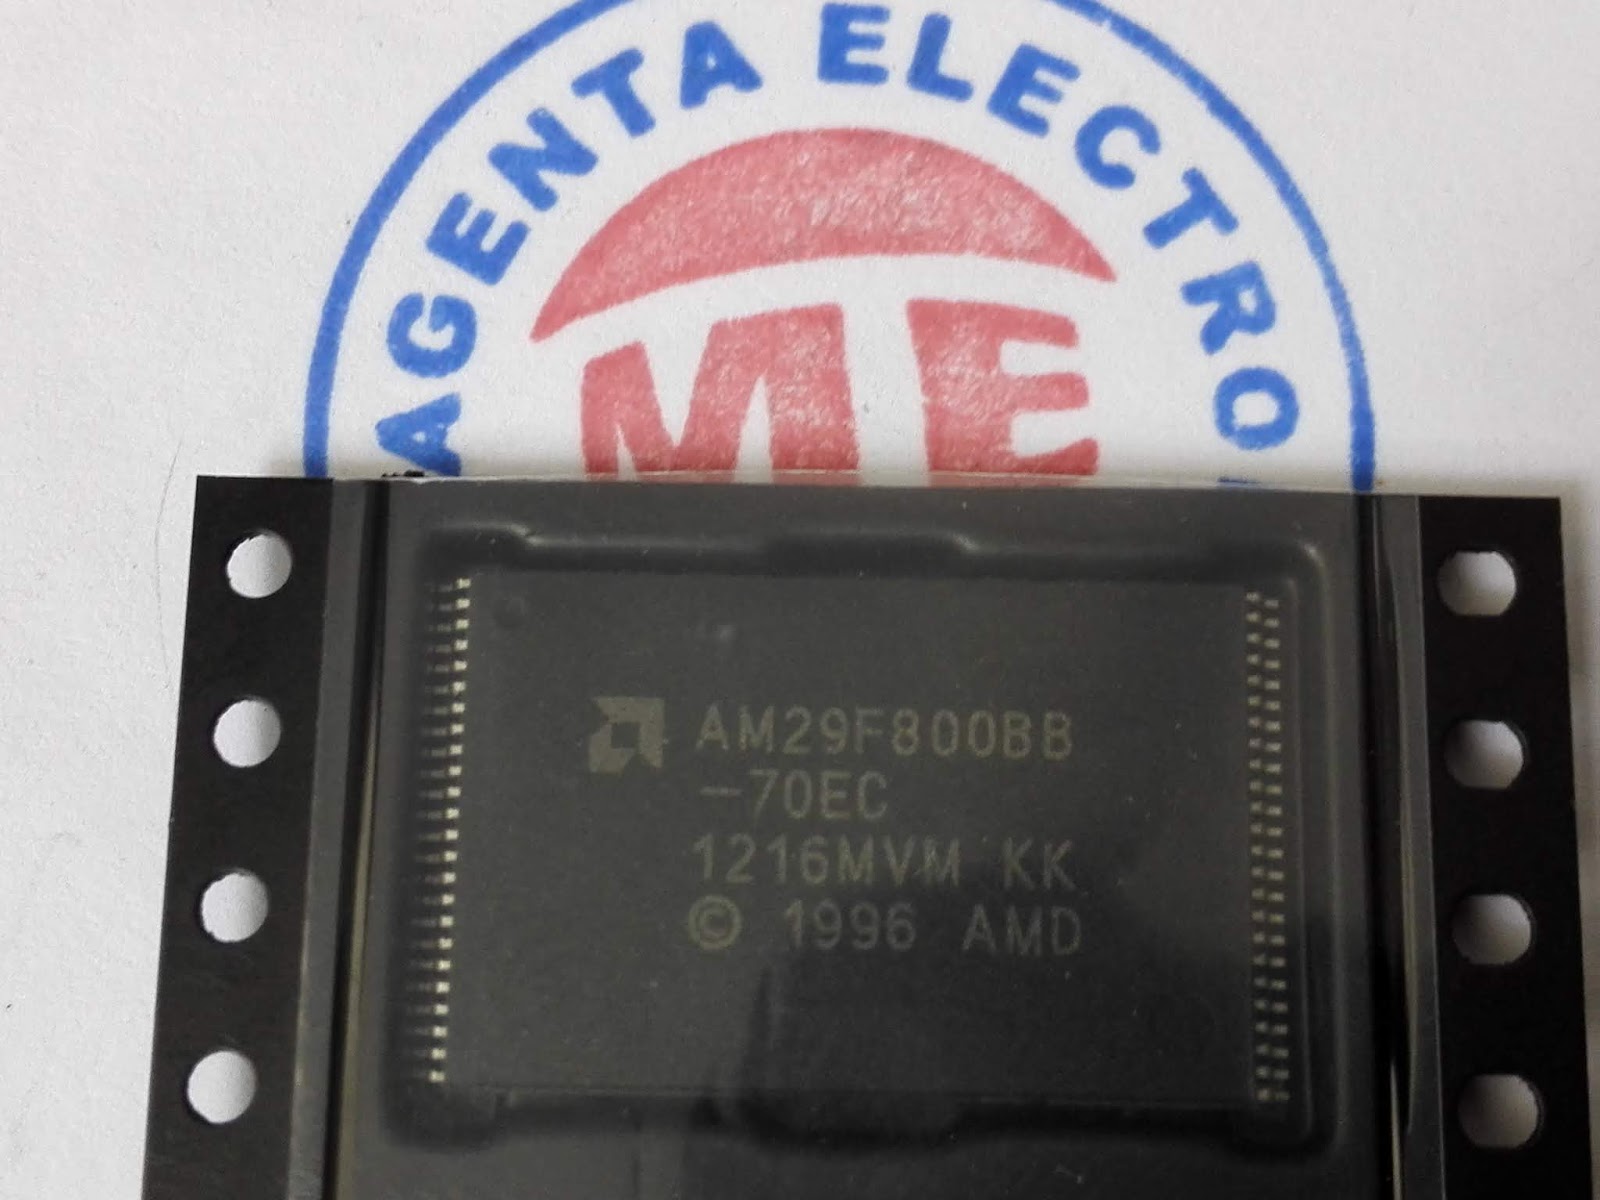 AGENTA ELECTRO
ME
AM29F800BB
-70EC
1216MVM KK
© 1996 AMD